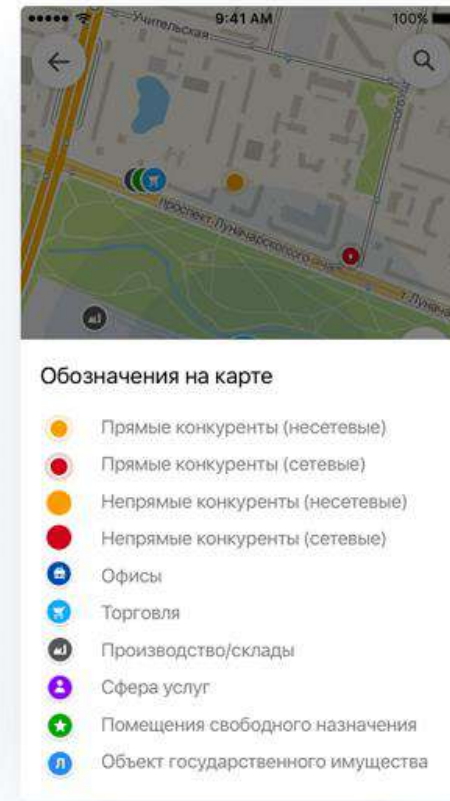 9:41 AM
100%
Учительская
проспект Луначарского
г. Луначар
Обозначения на карте
Прямые конкуренты (несетевые)
Прямые конкуренты (сетевые)
Непрямые конкуренты (несетевые)
Непрямые конкуренты (сетевые)
Офисы
Торговля
Производство/склады
Сфера услуг
Помещения свободного назначения
Л
Объект государственного имущества